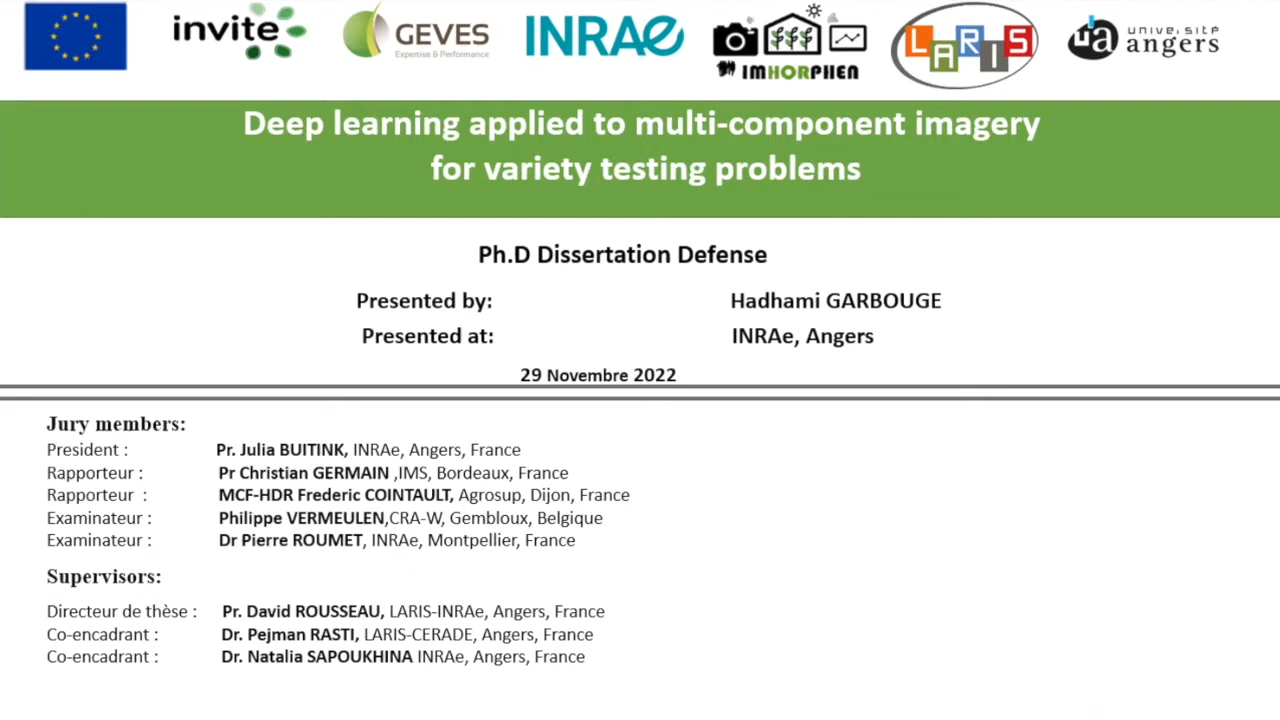 invite
GEVES
Expertise & Performance
INRAE
IMHORPHEN
LARIS
ua université angers
Deep learning applied to multi-component imagery
for variety testing problems
Ph.D Dissertation Defense
Presented by: Hadhami GARBOUGE
Presented at: INRAe, Angers
29 Novembre 2022
Jury members:
President : Pr. Julia BUITINK, INRAe, Angers, France
Rapporteur : Pr Christian GERMAIN ,IMS, Bordeaux, France
Rapporteur : MCF-HDR Frederic COINTAULT, Agrosup, Dijon, France
Examinateur : Philippe VERMEULEN,CRA-W, Gembloux, Belgique
Examinateur : Dr Pierre ROUMET, INRAe, Montpellier, France
Supervisors:
Directeur de thèse : Pr. David ROUSSEAU, LARIS-INRAe, Angers, France
Co-encadrant : Dr. Pejman RASTI, LARIS-CERADE, Angers, France
Co-encadrant : Dr. Natalia SAPOUKHINA INRAe, Angers, France